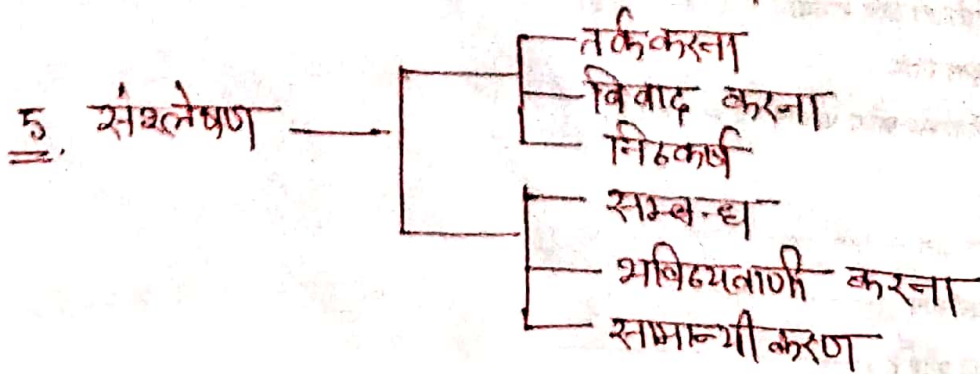 तर्क करना
विवाद करना
5. संश्लेषण
निष्कर्ष
सम्बन्ध
भविष्यवाणी करना
सामान्यीकरण